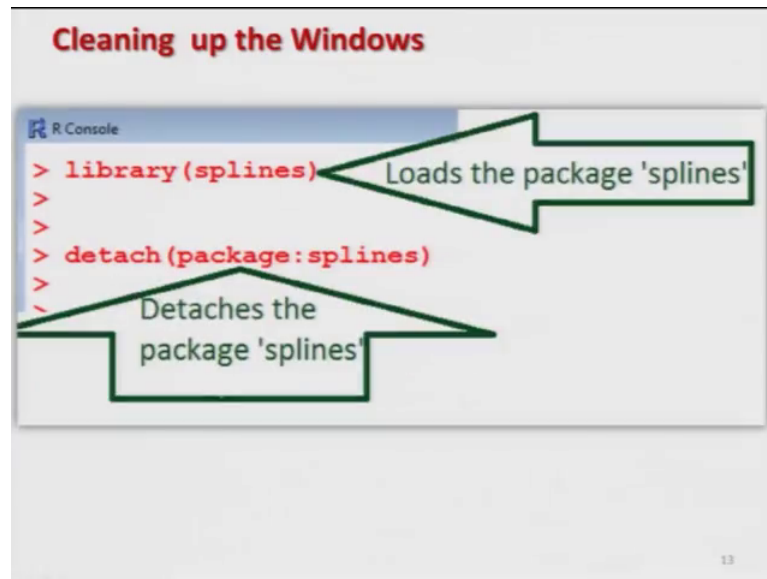 Cleaning up the Windows
R Console
> library(splines)
Loads the package 'splines'
>
>
> detach(package:splines)
>
Detaches the
package 'splines'
13